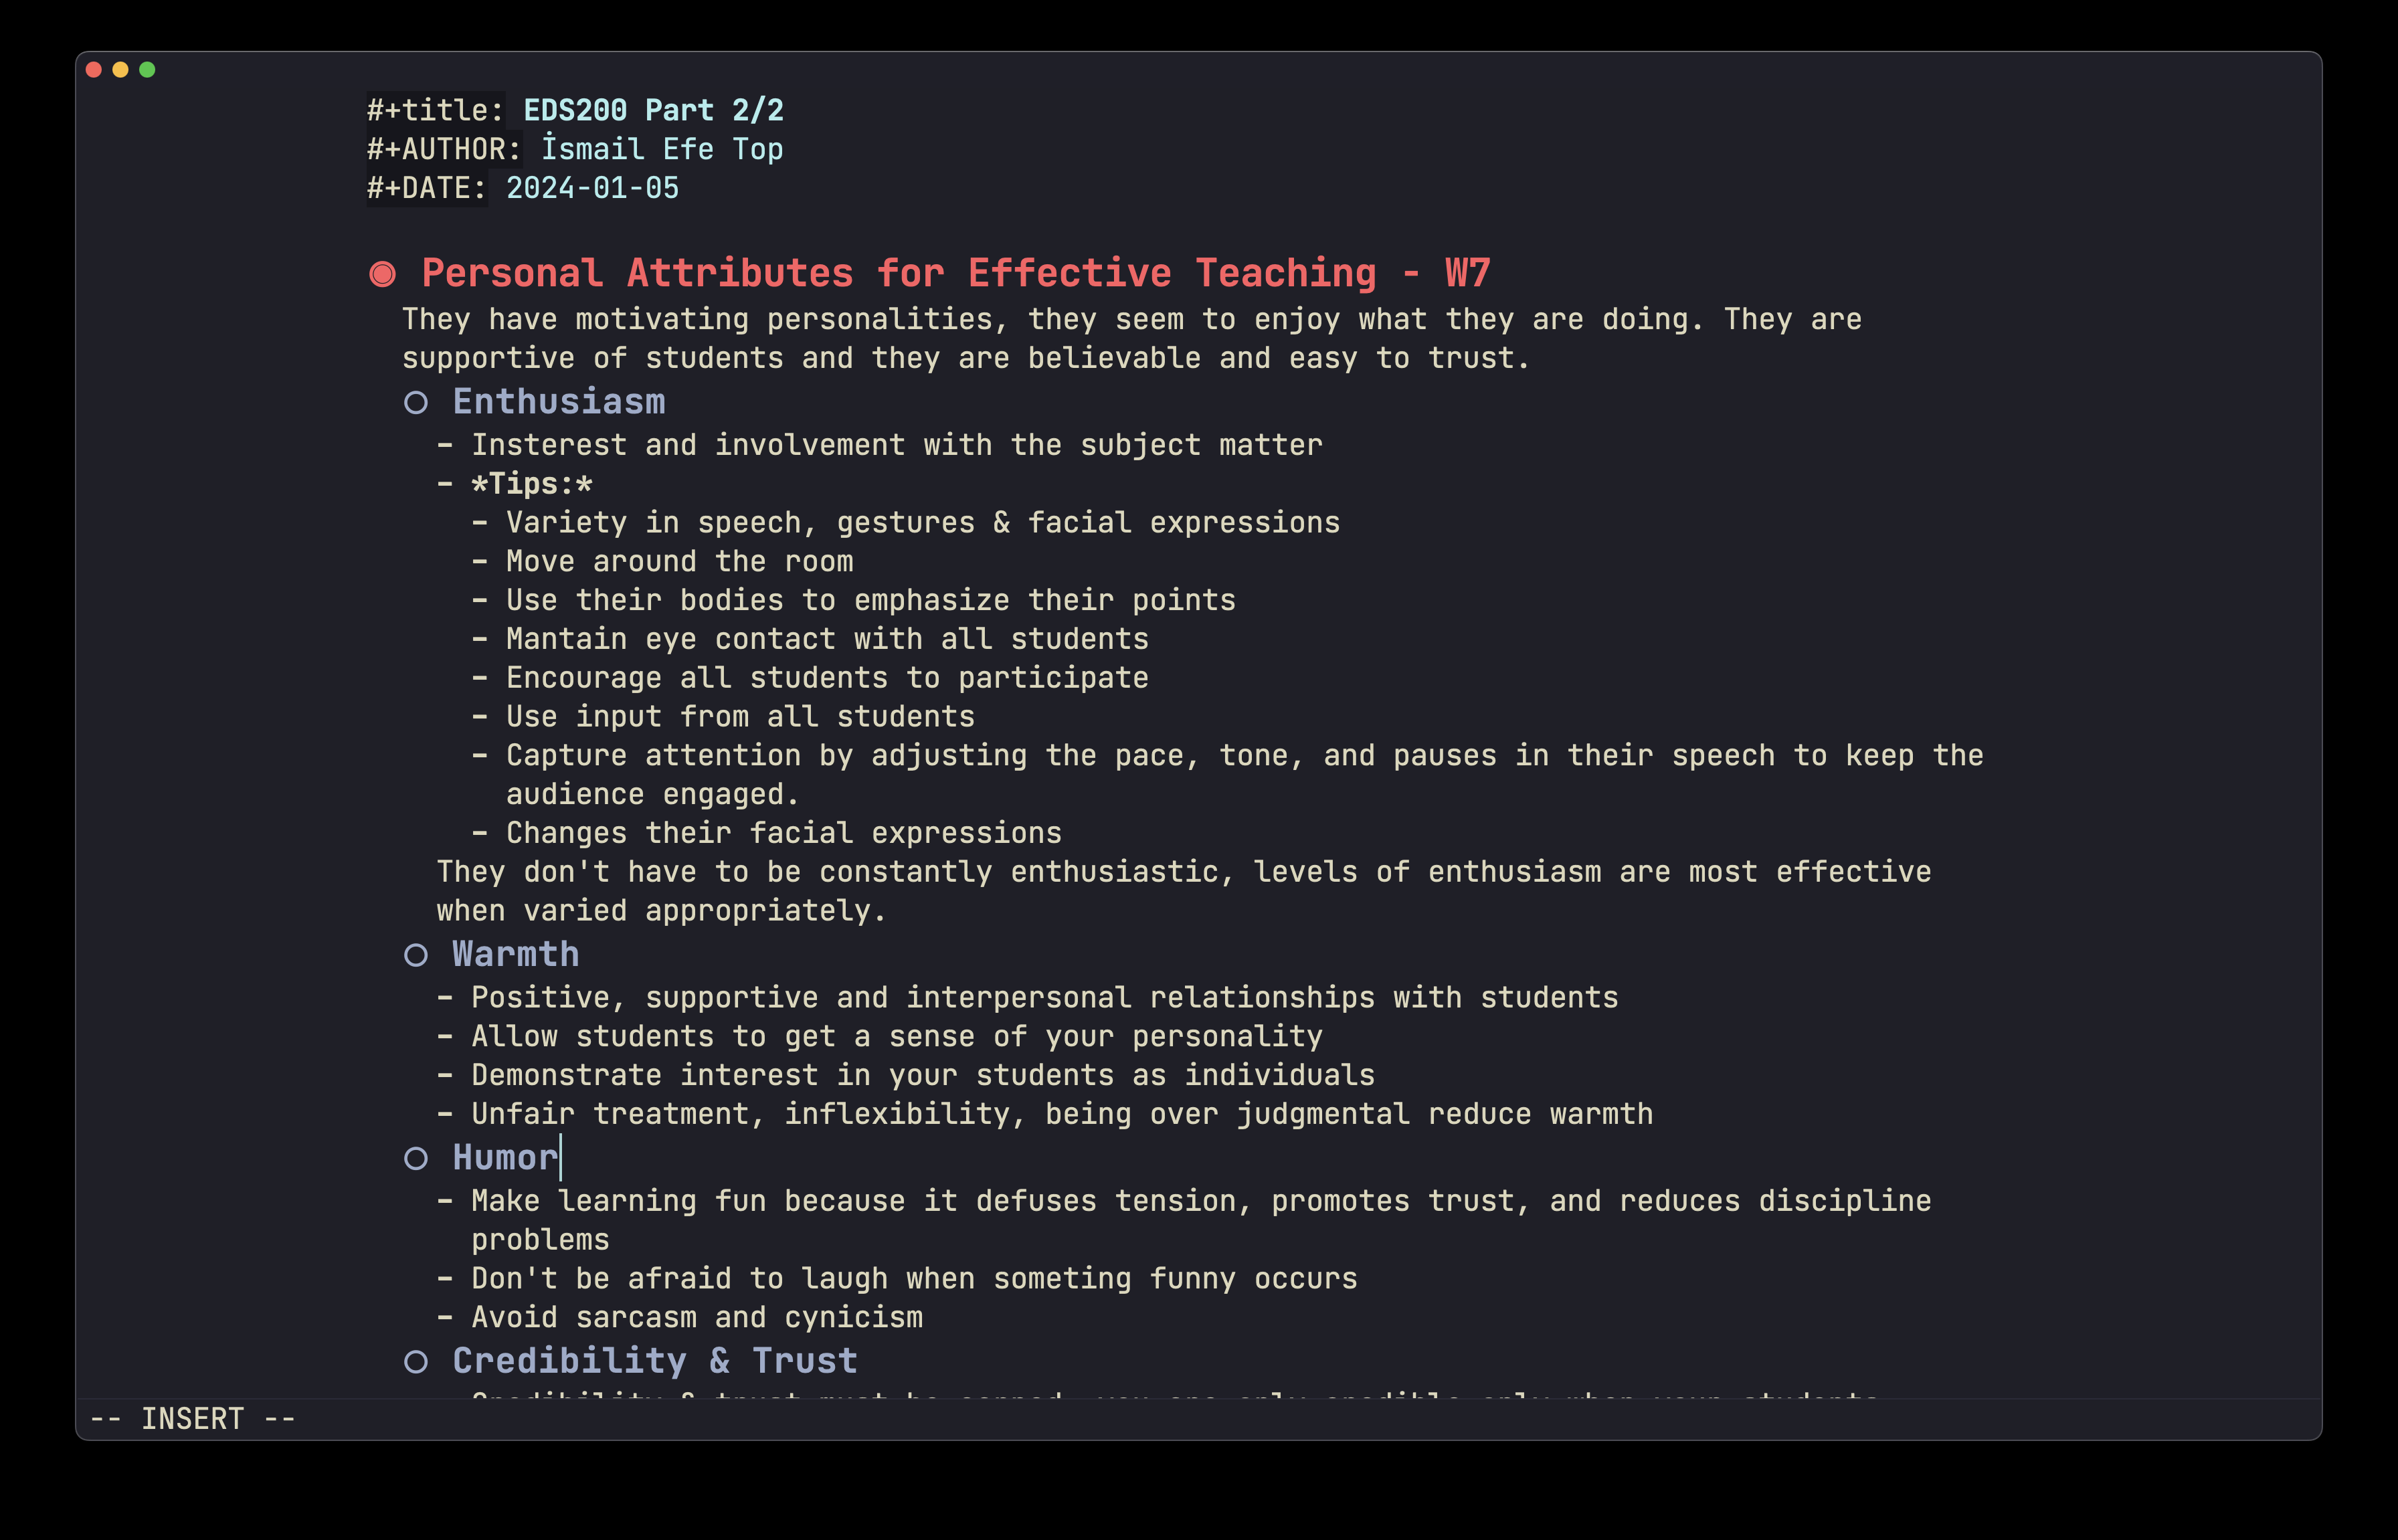 #+title: EDS200 Part 2/2
#+AUTHOR: İsmail Efe Top
#+DATE: 2024-01-05
◉ Personal Attributes for Effective Teaching - W7
They have motivating personalities, they seem to enjoy what they are doing. They are
supportive of students and they are believable and easy to trust.
○ Enthusiasm
- Insterest and involvement with the subject matter
- *Tips:*
- Variety in speech, gestures & facial expressions
- Move around the room
- Use their bodies to emphasize their points
- Mantain eye contact with all students
- Encourage all students to participate
- Use input from all students
- Capture attention by adjusting the pace, tone, and pauses in their speech to keep the
audience engaged.
- Changes their facial expressions
They don't have to be constantly enthusiastic, levels of enthusiasm are most effective
when varied appropriately.
○ Warmth
- Positive, supportive and interpersonal relationships with students
- Allow students to get a sense of your personality
- Demonstrate interest in your students as individuals
- Unfair treatment, inflexibility, being over judgmental reduce warmth
○ Humor
- Make learning fun because it defuses tension, promotes trust, and reduces discipline
problems
- Don't be afraid to laugh when someting funny occurs
- Avoid sarcasm and cynicism
○ Credibility & Trust
-- INSERT --